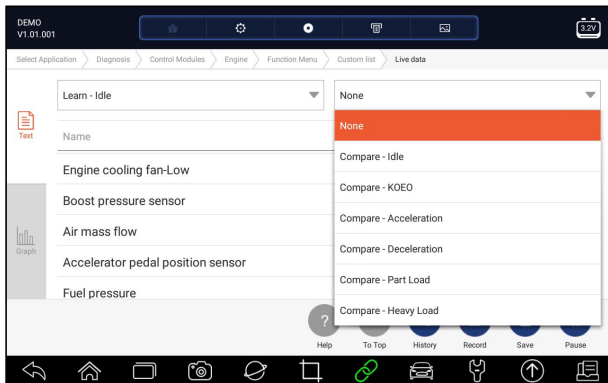 DEMO
V1.01.001
3.2V
Select Application
Diagnosis
Control Modules
Engine
Function Menu
Custom list
Live data
Learn - Idle
None
Text
Name
None
Engine cooling fan-Low
Compare - Idle
Boost pressure sensor
Compare - KOEO
Air mass flow
Compare - Acceleration
Graph
Accelerator pedal position sensor
Compare - Deceleration
Fuel pressure
Compare - Part Load
Compare - Heavy Load
?
Help
To Top
History
Record
Save
Pause